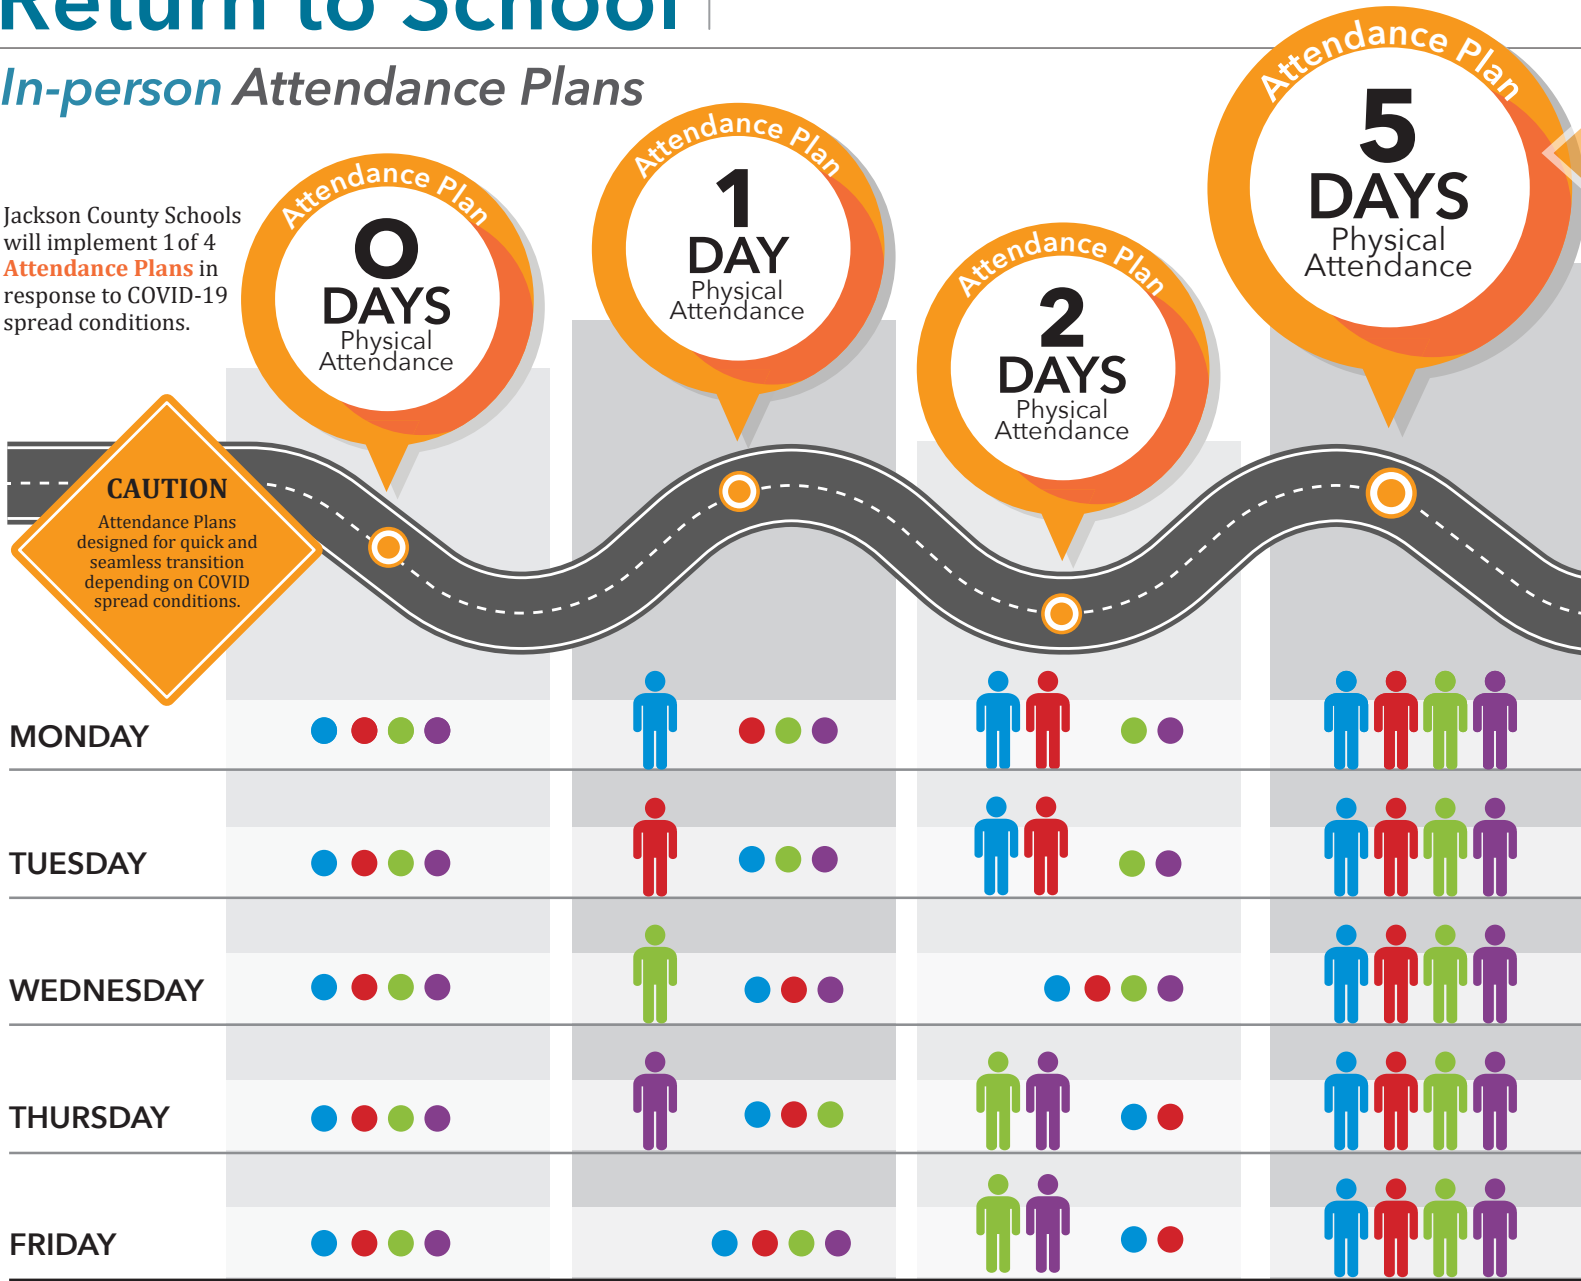 Return to School
In-person Attendance Plans
Jackson County Schools
will implement 1 of 4
Attendance Plans in
response to COVID-19
spread conditions.
Attendance Plan
0
DAYS
Physical
Attendance
Attendance Plan
1
DAY
Physical
Attendance
Attendance Plan
2
DAYS
Physical
Attendance
Attendance Plan
5
DAYS
Physical
Attendance
CAUTION
Attendance Plans
designed for quick and
seamless transition
depending on COVID
spread conditions.
MONDAY
TUESDAY
WEDNESDAY
THURSDAY
FRIDAY